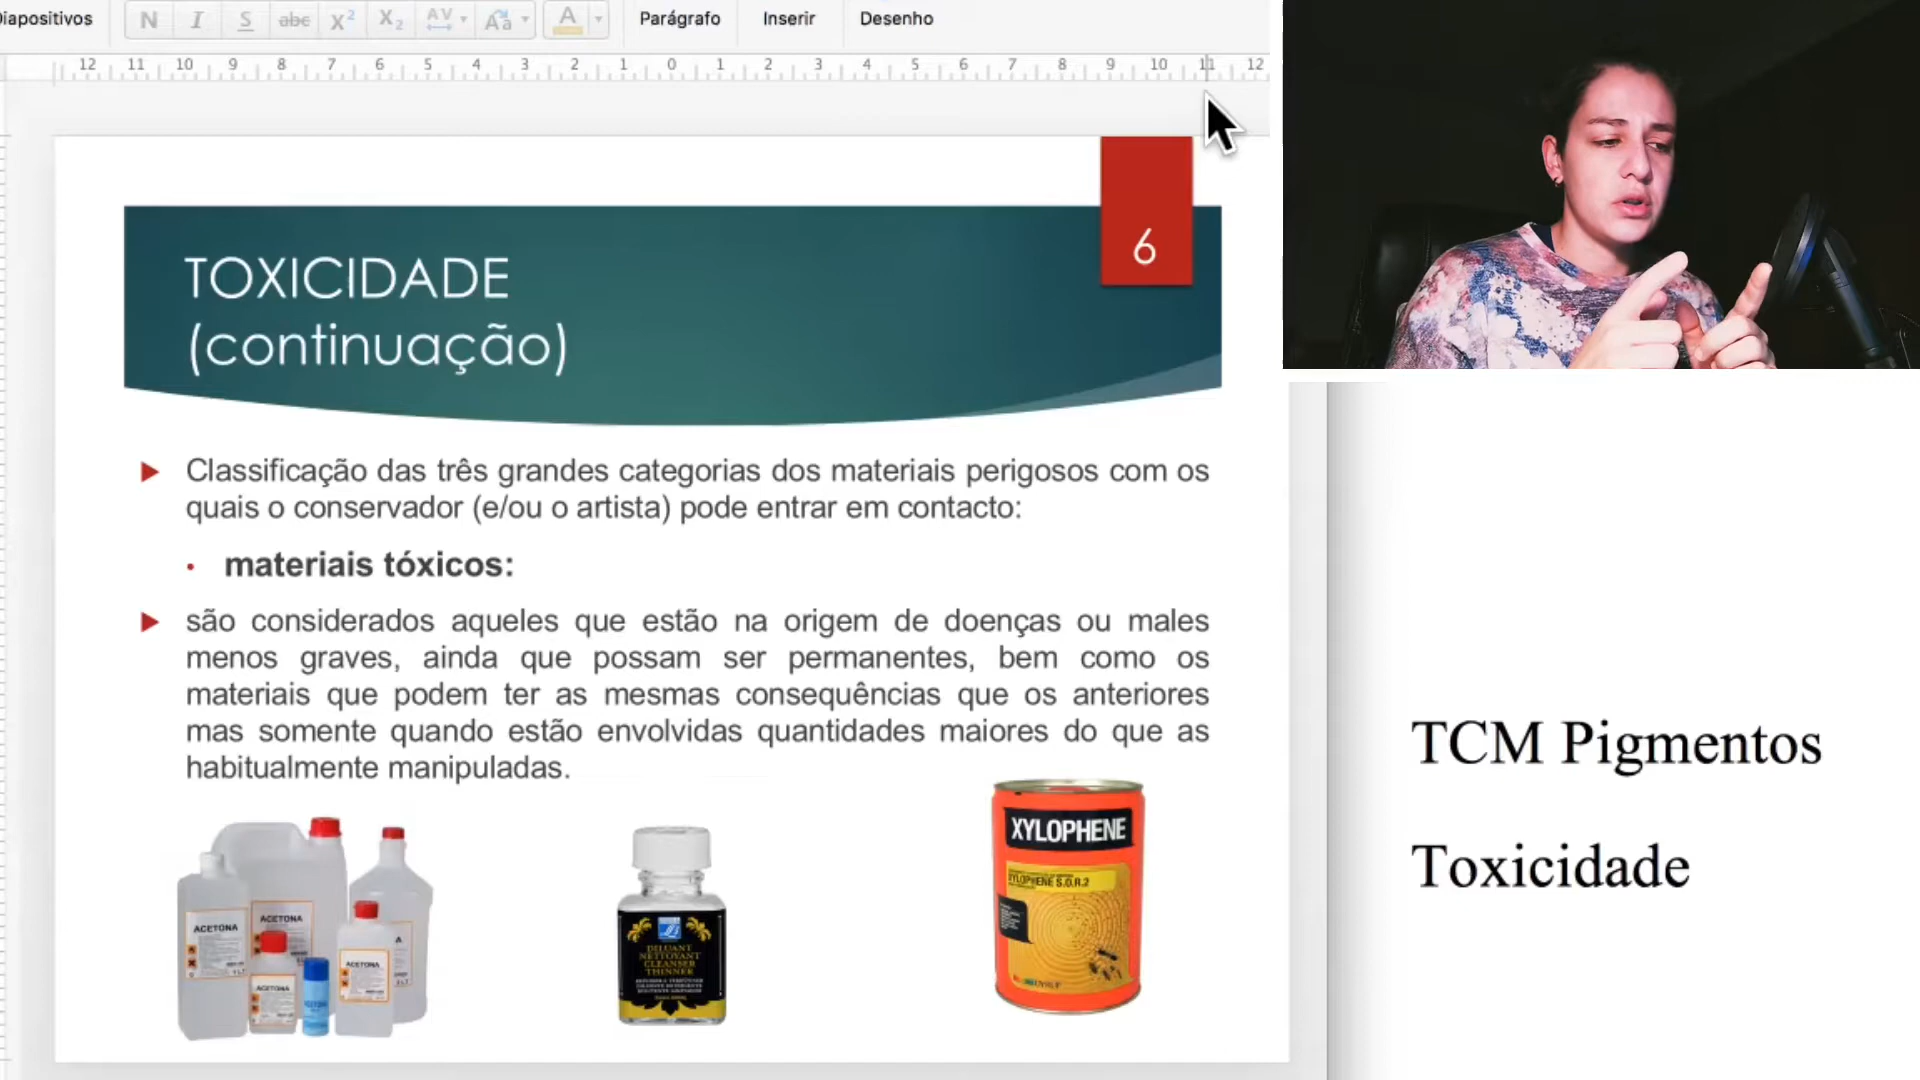 Diapositivos
N I S abc X² X₂ AV Aa A
Parágrafo
Inserir
Desenho
12 11 10 9 8 7 6 5 4 3 2 1 0 1 2 3 4 5 6 7 8 9 10 11 12
6
TOXICIDADE
(continuação)
Classificação das três grandes categorias dos materiais perigosos com os
quais o conservador (e/ou o artista) pode entrar em contacto:
• materiais tóxicos:
são considerados aqueles que estão na origem de doenças ou males
menos graves, ainda que possam ser permanentes, bem como os
materiais que podem ter as mesmas consequências que os anteriores
mas somente quando estão envolvidas quantidades maiores do que as
habitualmente manipuladas.
ACETONA
ACETONA
ACETONA
ACETONA
ACETONA
DILUANT
NETTOYANT
CLEANSER
THINNER
XYLOPHENE
XYLOPHENE S.O.R.2
TCM Pigmentos
Toxicidade